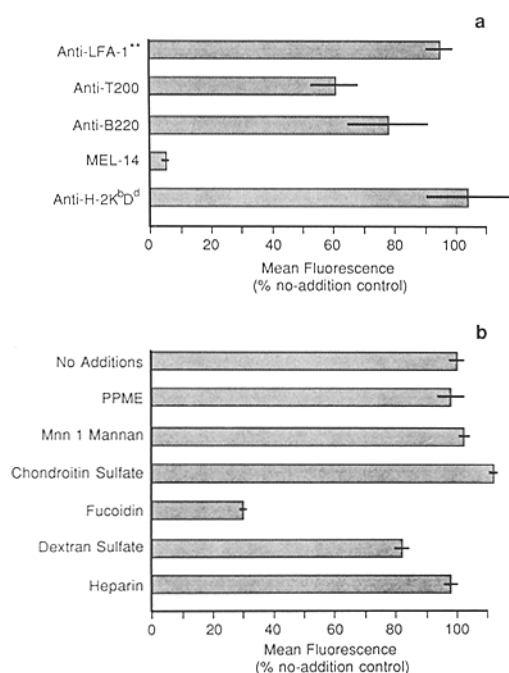 a
Anti-LFA-1**
Anti-T200
Anti-B220
MEL-14
Anti-H-2KᵇDᵈ
0 20 40 60 80 100
Mean Fluorescence
(% no-addition control)
b
No Additions
PPME
Mnn 1 Mannan
Chondroitin Sulfate
Fucoidin
Dextran Sulfate
Heparin
0 20 40 60 80 100
Mean Fluorescence
(% no-addition control)